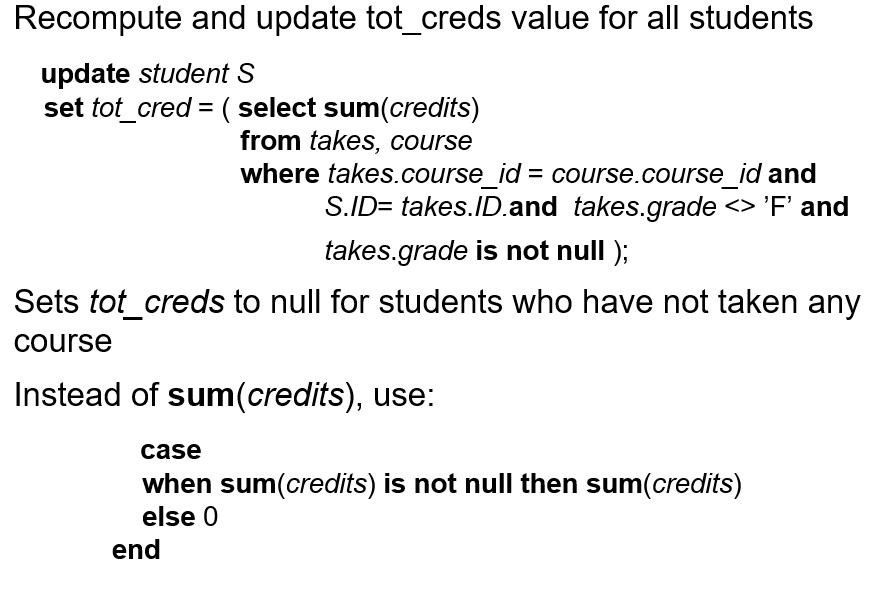 Recompute and update tot_creds value for all students
update student S
set tot_cred = ( select sum(credits)
from takes, course
where takes.course_id = course.course_id and
S.ID= takes.ID.and takes.grade <> ’F’ and
takes.grade is not null );
Sets tot_creds to null for students who have not taken any
course
Instead of sum(credits), use:
case
when sum(credits) is not null then sum(credits)
else 0
end